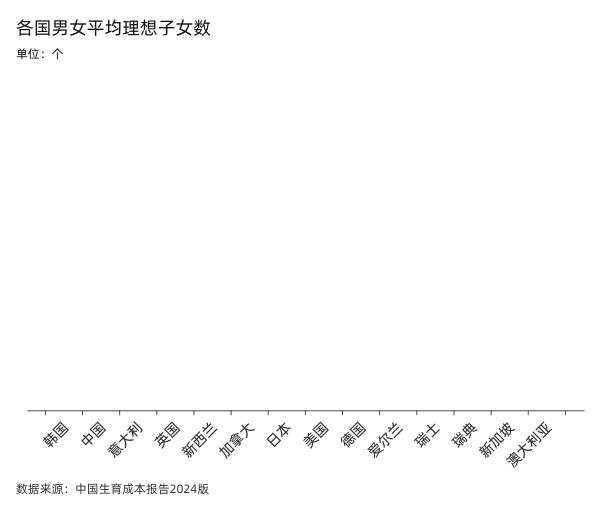 各国男女平均理想子女数
单位：个
韩国
中国
意大利
英国
新西兰
加拿大
日本
美国
德国
爱尔兰
瑞士
瑞典
新加坡
澳大利亚
数据来源：中国生育成本报告2024版